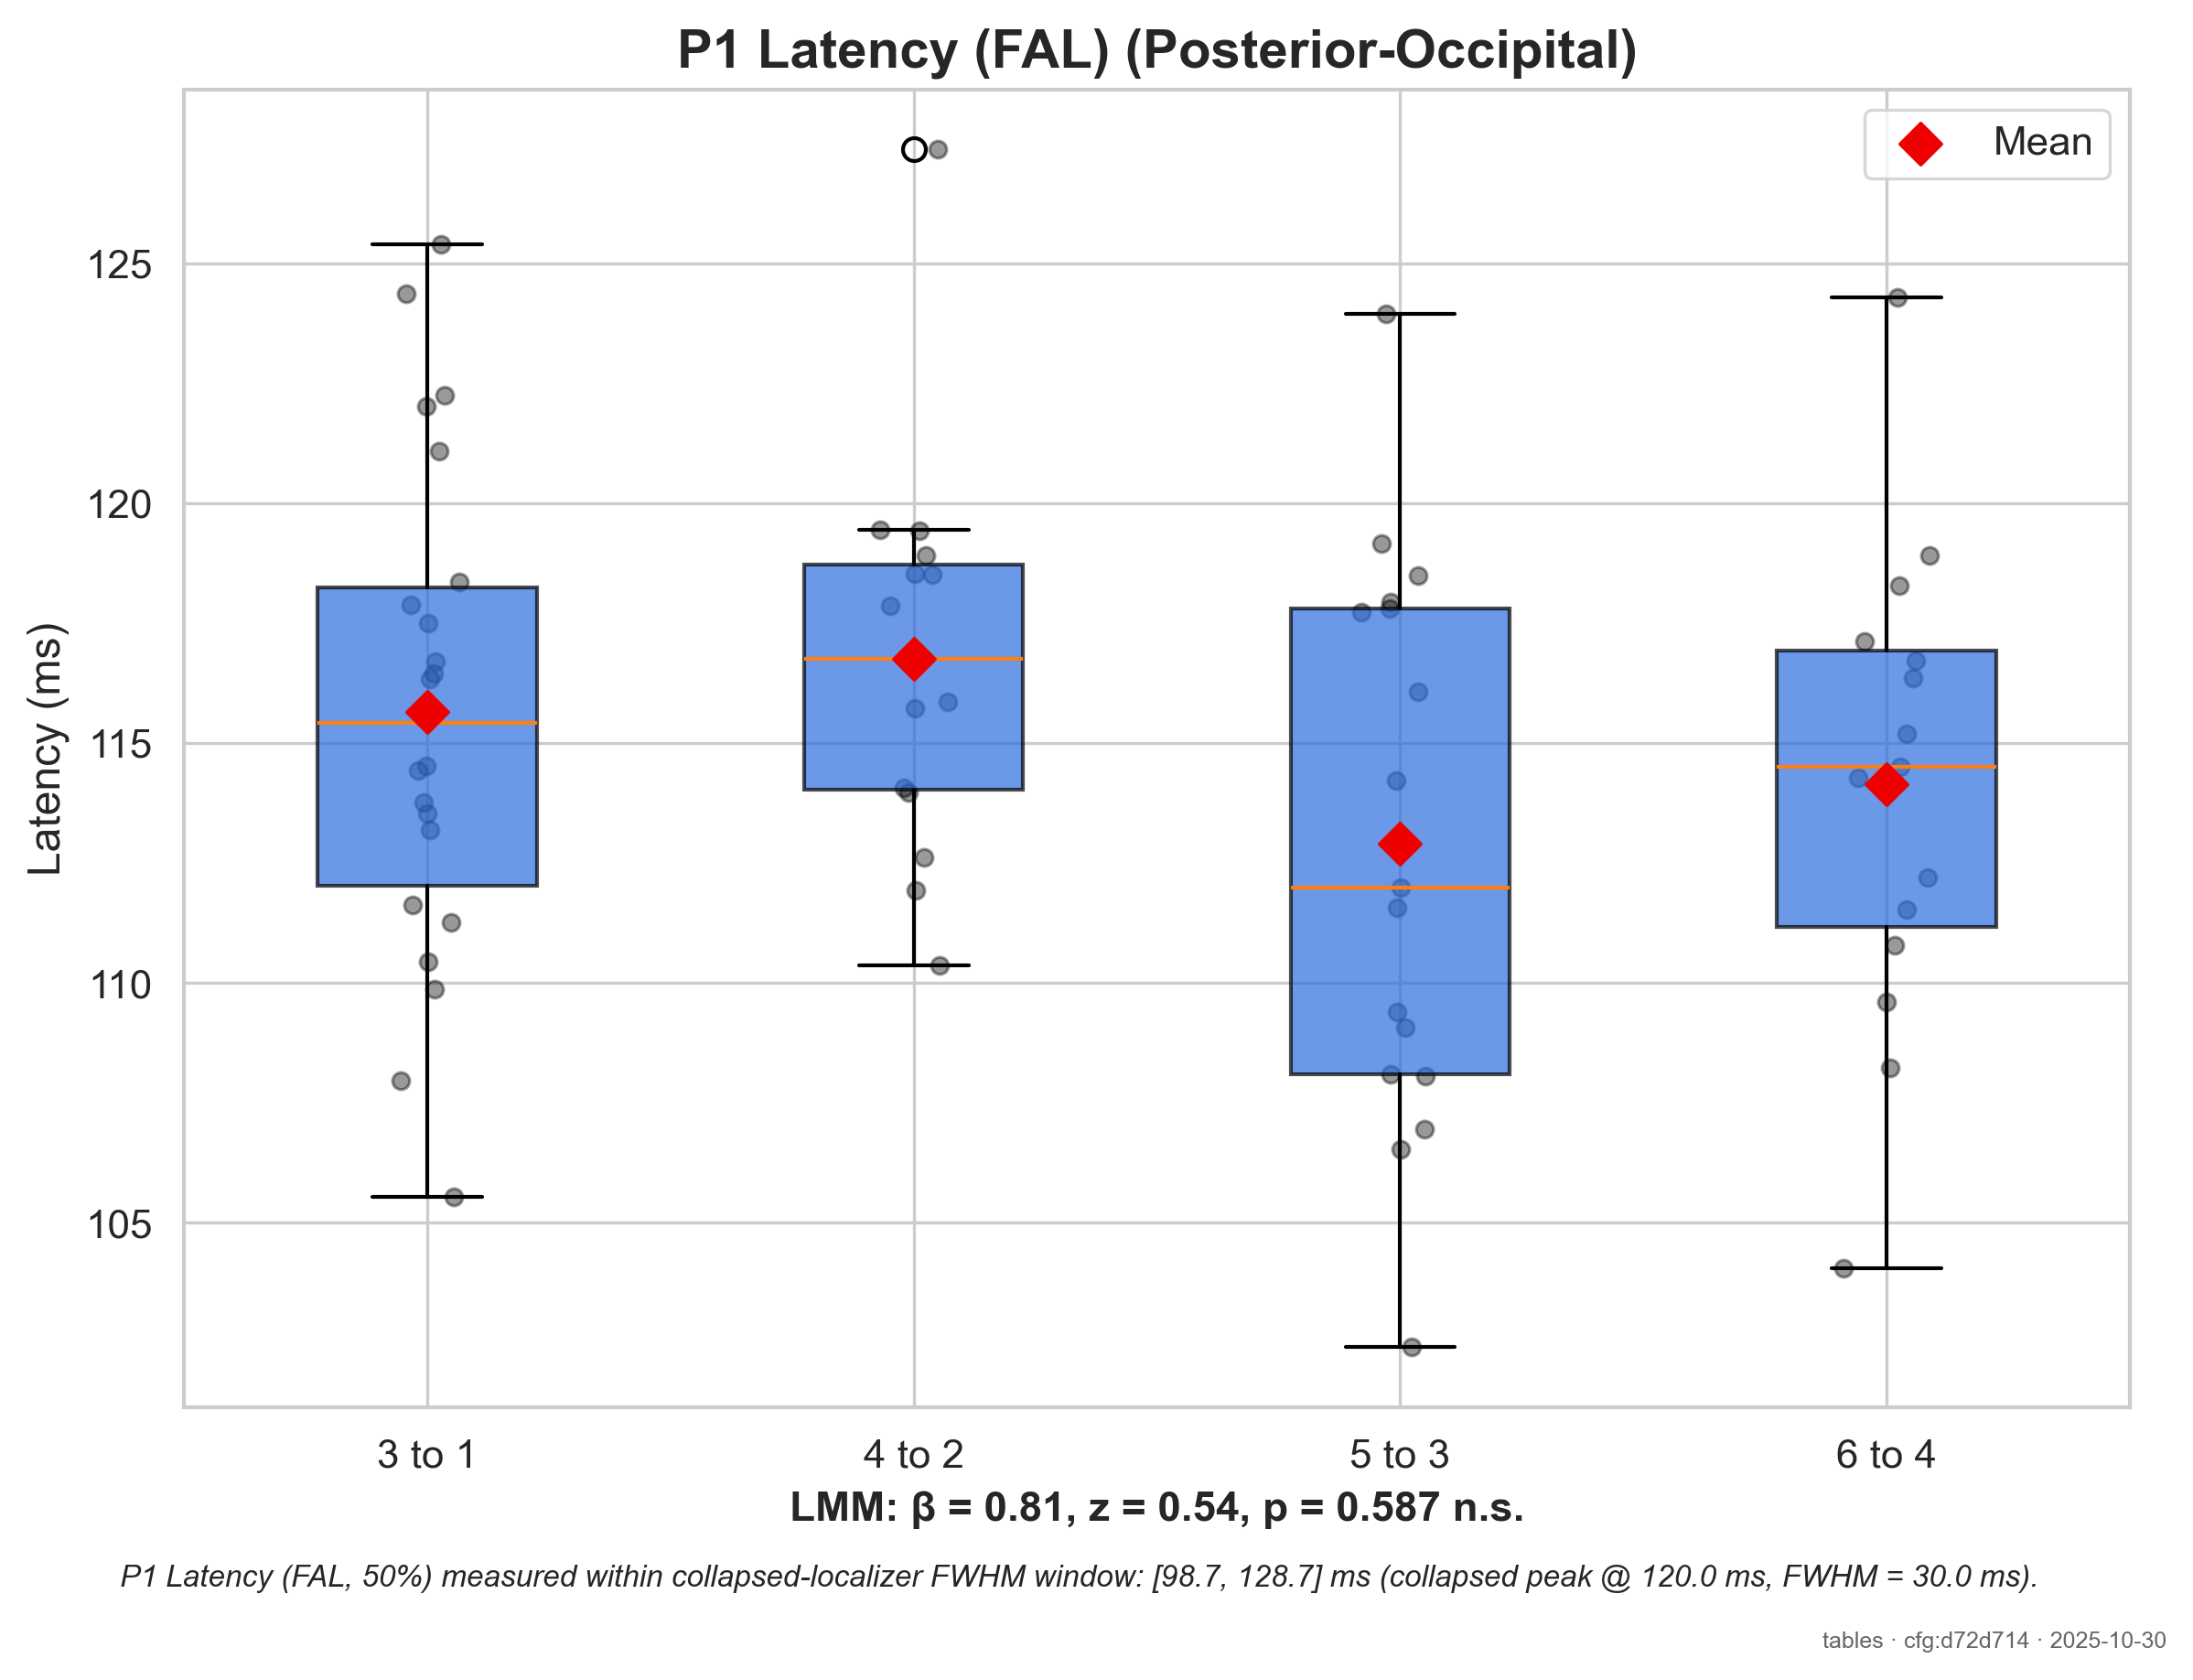 P1 Latency (FAL) (Posterior-Occipital)
Mean
Latency (ms)
125
120
115
110
105
3 to 1
4 to 2
5 to 3
6 to 4
LMM: β = 0.81, z = 0.54, p = 0.587 n.s.
P1 Latency (FAL, 50%) measured within collapsed-localizer FWHM window: [98.7, 128.7] ms (collapsed peak @ 120.0 ms, FWHM = 30.0 ms).
tables · cfg:d72d714 · 2025-10-30